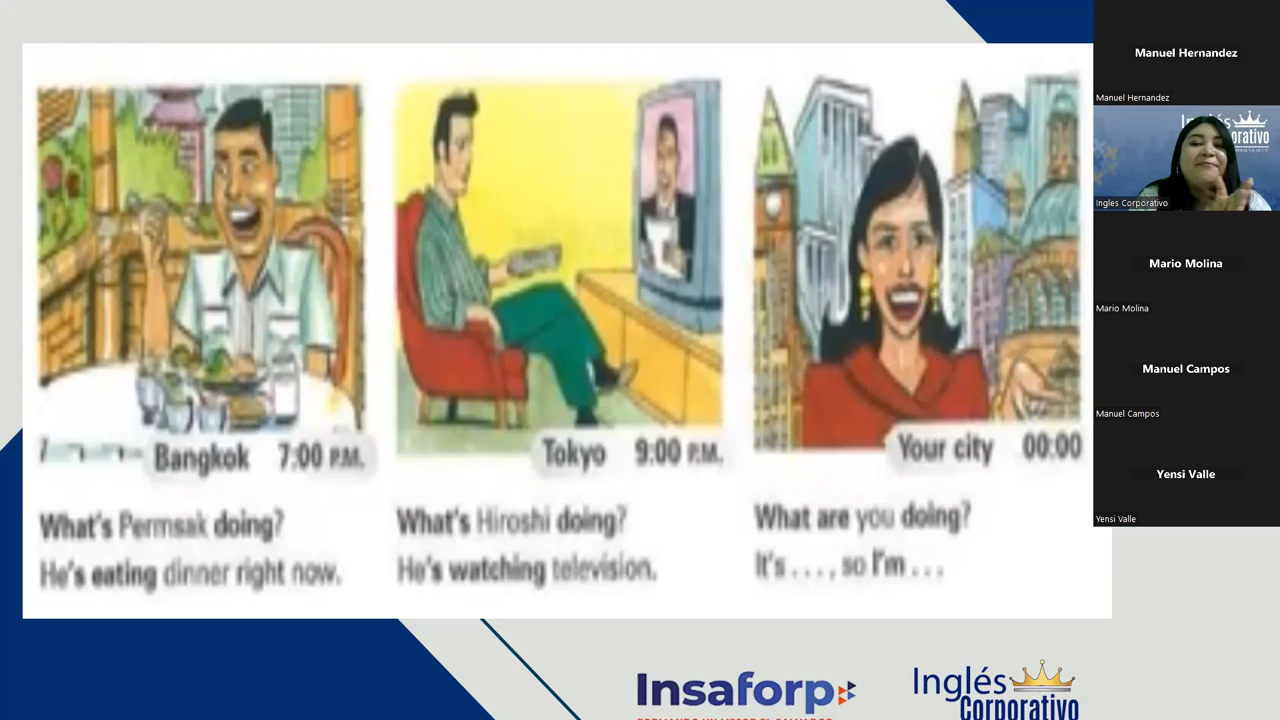 Bangkok 7:00 P.M.
What's Permsak doing?
He's eating dinner right now.
Tokyo 9:00 P.M.
What's Hiroshi doing?
He's watching television.
Your city 00:00
What are you doing?
It's . . . , so I'm . . .
Insaforp
Inglés
Corporativo
Manuel Hernandez
Manuel Hernandez
Ingles Corporativo
Mario Molina
Mario Molina
Manuel Campos
Manuel Campos
Yensi Valle
Yensi Valle